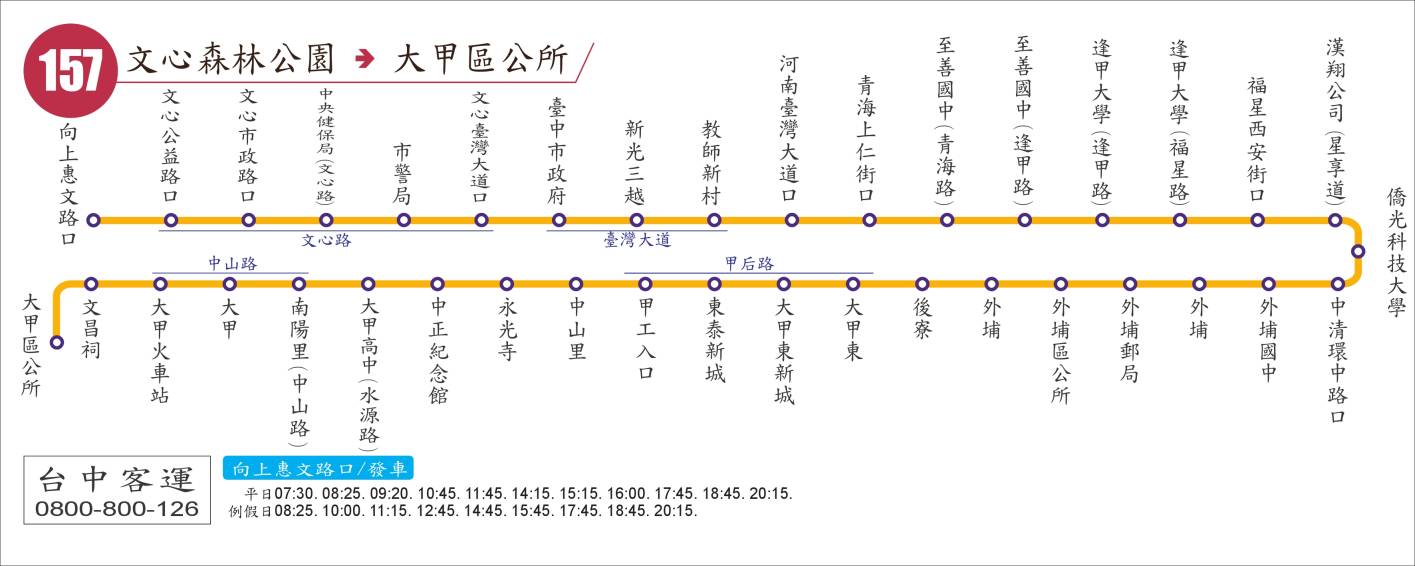 157 文心森林公園 ➔ 大甲區公所
向上惠文路口
文心公益路口
文心市政路口
中央健保局(文心路)
市警局
文心臺灣大道口
臺中市政府
新光三越
教師新村
河南臺灣大道口
青海上仁街口
至善國中(青海路)
至善國中(逢甲路)
逢甲大學(逢甲路)
逢甲大學(福星路)
福星西安街口
漢翔公司(星享道)
僑光科技大學
文心路
臺灣大道
中山路
甲后路
中清環中路口
外埔國中
外埔
外埔郵局
外埔區公所
外埔
後寮
大甲東
大甲東新城
東泰新城
甲工入口
中山里
永光寺
中正紀念館
大甲高中(水源路)
南陽里(中山路)
大甲
大甲火車站
文昌祠
大甲區公所
台中客運
0800-800-126
向上惠文路口/發車
平日07:30. 08:25. 09:20. 10:45. 11:45. 14:15. 15:15. 16:00. 17:45. 18:45. 20:15.
例假日08:25. 10:00. 11:15. 12:45. 14:45. 15:45. 17:45. 18:45. 20:15.